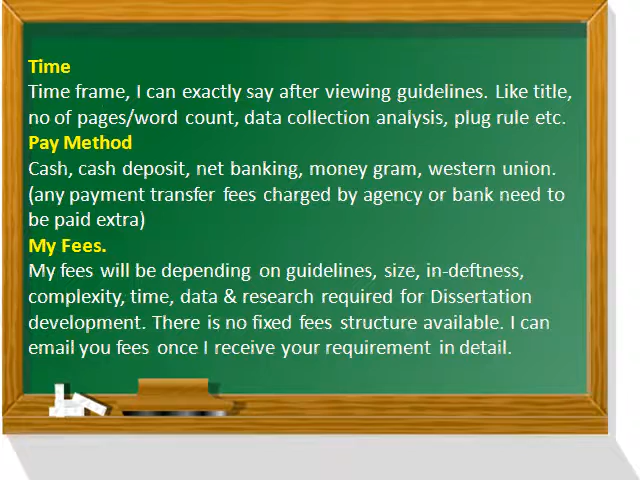 Time
Time frame, I can exactly say after viewing guidelines. Like title,
no of pages/word count, data collection analysis, plug rule etc.
Pay Method
Cash, cash deposit, net banking, money gram, western union.
(any payment transfer fees charged by agency or bank need to
be paid extra)
My Fees.
My fees will be depending on guidelines, size, in-deftness,
complexity, time, data & research required for Dissertation
development. There is no fixed fees structure available. I can
email you fees once I receive your requirement in detail.